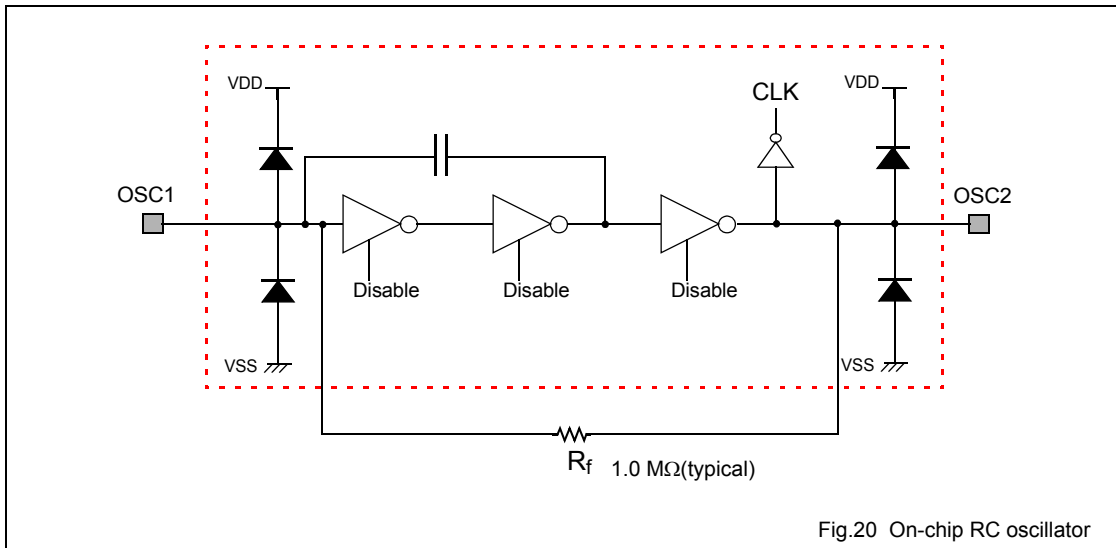 VDD
CLK
VDD
OSC1
OSC2
Disable
Disable
Disable
VSS
VSS
Rf 1.0 MΩ(typical)
Fig.20 On-chip RC oscillator